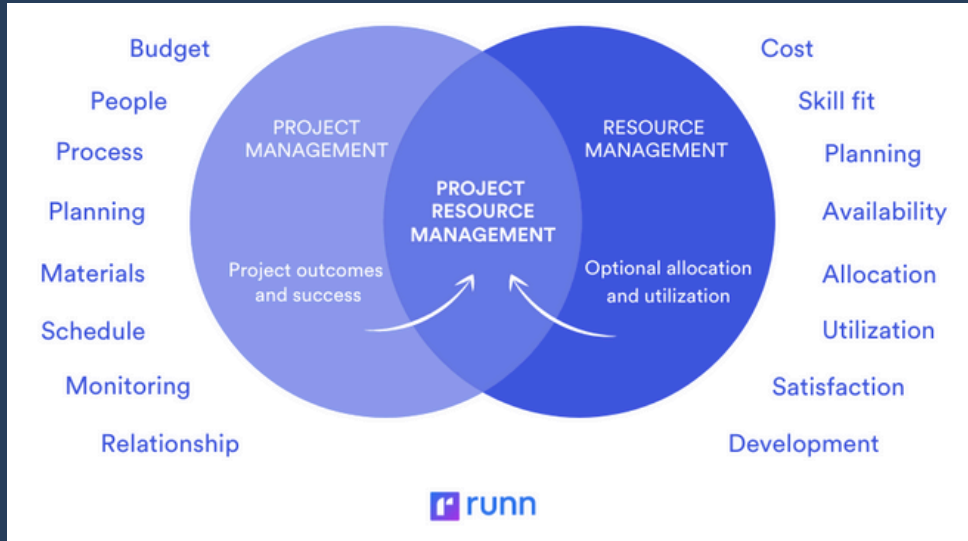 Budget
People
Process
Planning
Materials
Schedule
Monitoring
Relationship
PROJECT
MANAGEMENT
Project outcomes
and success
PROJECT
RESOURCE
MANAGEMENT
RESOURCE
MANAGEMENT
Optional allocation
and utilization
Cost
Skill fit
Planning
Availability
Allocation
Utilization
Satisfaction
Development
runn